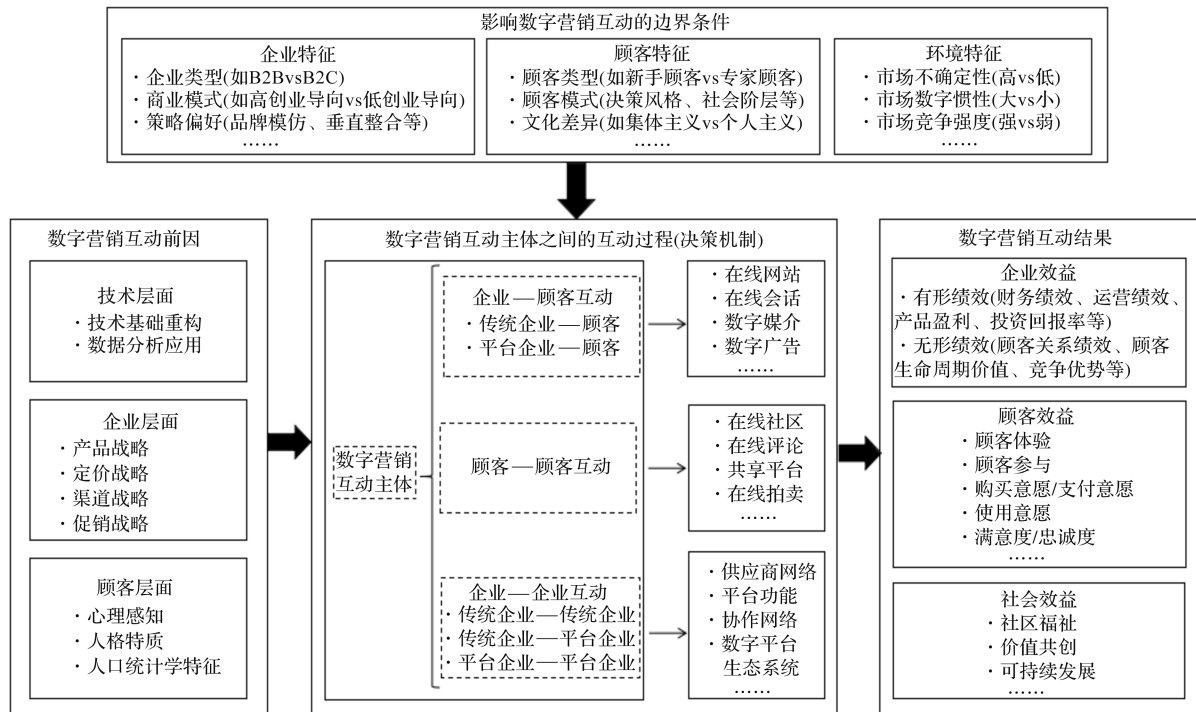 影响数字营销互动的边界条件
企业特征
·企业类型(如B2BvsB2C)
·商业模式(如高创业导向vs低创业导向)
·策略偏好(品牌模仿、垂直整合等)
……
顾客特征
·顾客类型(如新手顾客vs专家顾客)
·顾客模式(决策风格、社会阶层等)
·文化差异(如集体主义vs个人主义)
……
环境特征
·市场不确定性(高vs低)
·市场数字惯性(大vs小)
·市场竞争强度(强vs弱)
……
数字营销互动前因
技术层面
·技术基础重构
·数据分析应用
企业层面
·产品战略
·定价战略
·渠道战略
·促销战略
顾客层面
·心理感知
·人格特质
·人口统计学特征
数字营销互动主体之间的互动过程(决策机制)
数字营销
互动主体
企业—顾客互动
·传统企业—顾客
·平台企业—顾客
·在线网站
·在线会话
·数字媒介
·数字广告
……
顾客—顾客互动
·在线社区
·在线评论
·共享平台
·在线拍卖
……
企业—企业互动
·传统企业—传统企业
·传统企业—平台企业
·平台企业—平台企业
·供应商网络
·平台功能
·协作网络
·数字平台
生态系统
……
数字营销互动结果
企业效益
·有形绩效(财务绩效、运营绩效、
产品盈利、投资回报率等)
·无形绩效(顾客关系绩效、顾客
生命周期价值、竞争优势等)
顾客效益
·顾客体验
·顾客参与
·购买意愿/支付意愿
·使用意愿
·满意度/忠诚度
……
社会效益
·社区福祉
·价值共创
·可持续发展
……